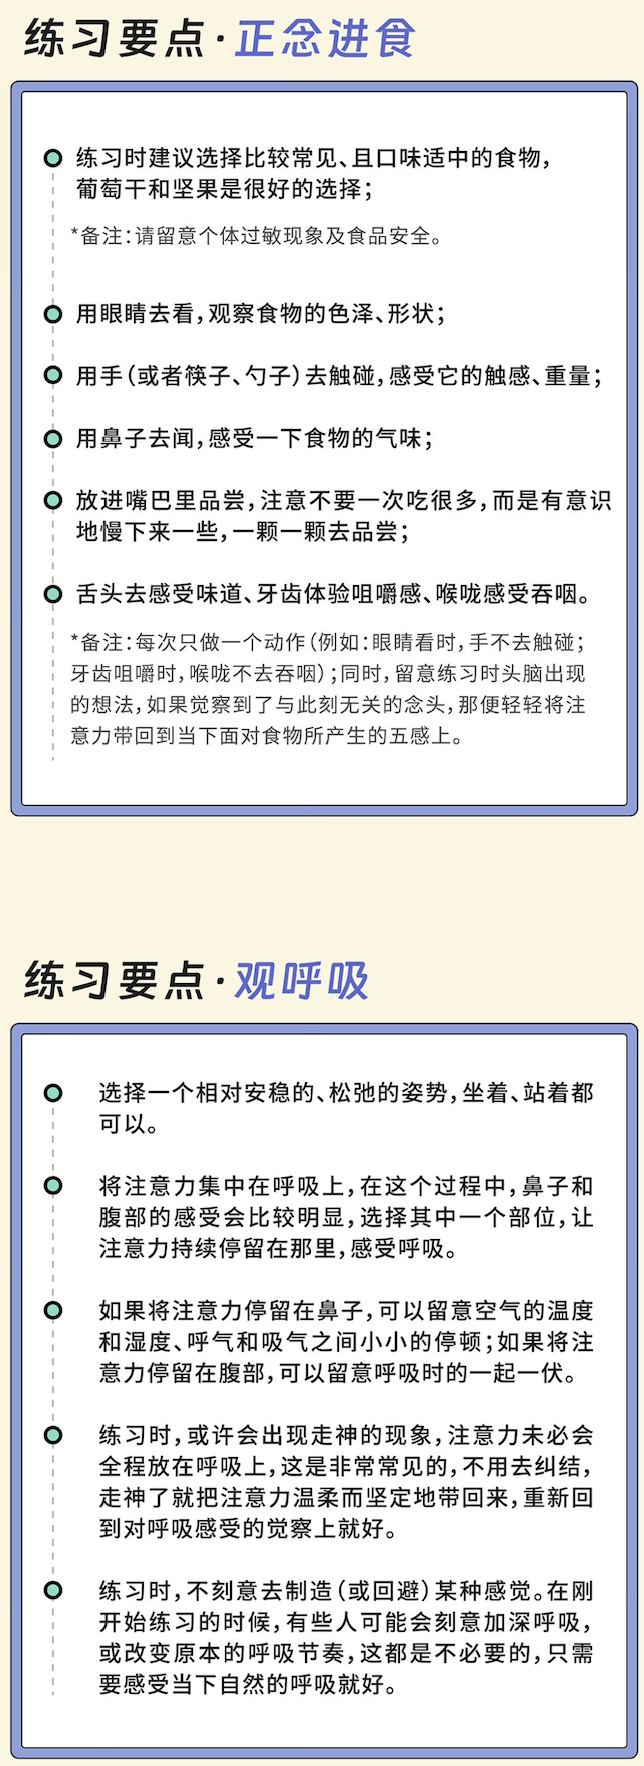 练习要点·正念进食
练习时建议选择比较常见、且口味适中的食物，
葡萄干和坚果是很好的选择；
*备注：请留意个体过敏现象及食品安全。
用眼睛去看，观察食物的色泽、形状；
用手（或者筷子、勺子）去触碰，感受它的触感、重量；
用鼻子去闻，感受一下食物的气味；
放进嘴巴里品尝，注意不要一次吃很多，而是有意识
地慢下来一些，一颗一颗去品尝；
舌头去感受味道、牙齿体验咀嚼感、喉咙感受吞咽。
*备注：每次只做一个动作（例如：眼睛看时，手不去触碰；
牙齿咀嚼时，喉咙不去吞咽）；同时，留意练习时头脑出现
的想法，如果觉察到了与此刻无关的念头，那便轻轻将注
意力带回到当下面对食物所产生的五感上。
练习要点·观呼吸
选择一个相对安稳的、松弛的姿势，坐着、站着都
可以。
将注意力集中在呼吸上，在这个过程中，鼻子和
腹部的感受会比较明显，选择其中一个部位，让
注意力持续停留在那里，感受呼吸。
如果将注意力停留在鼻子，可以留意空气的温度
和湿度、呼气和吸气之间小小的停顿；如果将注
意力停留在腹部，可以留意呼吸时的一起一伏。
练习时，或许会出现走神的现象，注意力未必会
全程放在呼吸上，这是非常常见的，不用去纠结，
走神了就把注意力温柔而坚定地带回来，重新回
到对呼吸感受的觉察上就好。
练习时，不刻意去制造（或回避）某种感觉。在刚
开始练习的时候，有些人可能会刻意加深呼吸，
或改变原本的呼吸节奏，这都是不必要的，只需
要感受当下自然的呼吸就好。